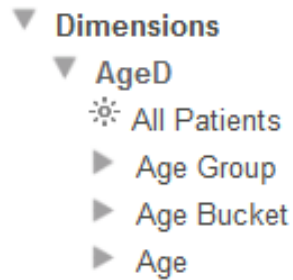 Dimensions
AgeD
All Patients
Age Group
Age Bucket
Age